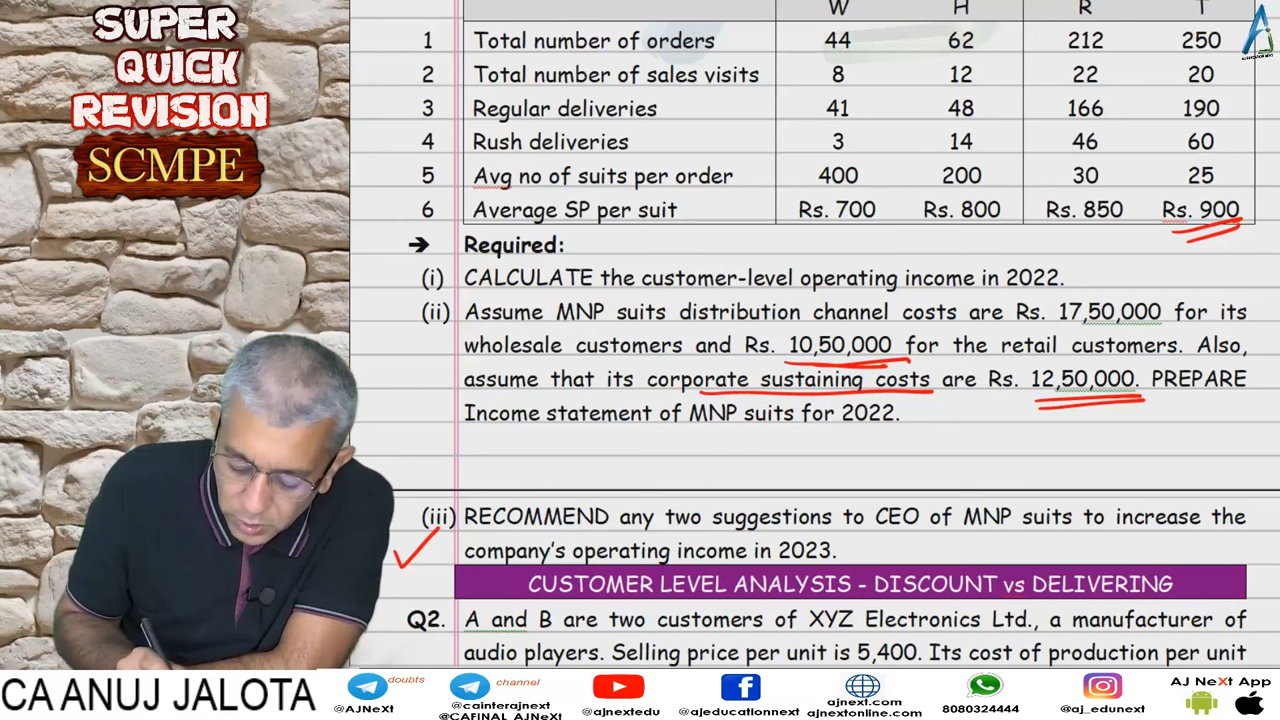 SUPER
QUICK
REVISION
SCMPE
W H R T
1 Total number of orders 44 62 212 250
2 Total number of sales visits 8 12 22 20
3 Regular deliveries 41 48 166 190
4 Rush deliveries 3 14 46 60
5 Avg no of suits per order 400 200 30 25
6 Average SP per suit Rs. 700 Rs. 800 Rs. 850 Rs. 900
➔ Required:
(i) CALCULATE the customer-level operating income in 2022.
(ii) Assume MNP suits distribution channel costs are Rs. 17,50,000 for its
wholesale customers and Rs. 10,50,000 for the retail customers. Also,
assume that its corporate sustaining costs are Rs. 12,50,000. PREPARE
Income statement of MNP suits for 2022.
(iii) RECOMMEND any two suggestions to CEO of MNP suits to increase the
company's operating income in 2023.
CUSTOMER LEVEL ANALYSIS - DISCOUNT vs DELIVERING
Q2. A and B are two customers of XYZ Electronics Ltd., a manufacturer of
audio players. Selling price per unit is 5,400. Its cost of production per unit
CA ANUJ JALOTA
doubts
@AJNeXt
channel
@cainterajnext
@CAFINAL_AJNeXt
@ajnextedu
@ajeducationnext
ajnext.com
ajnextonline.com
8080324444
@aj_edunext
AJ NeXt App